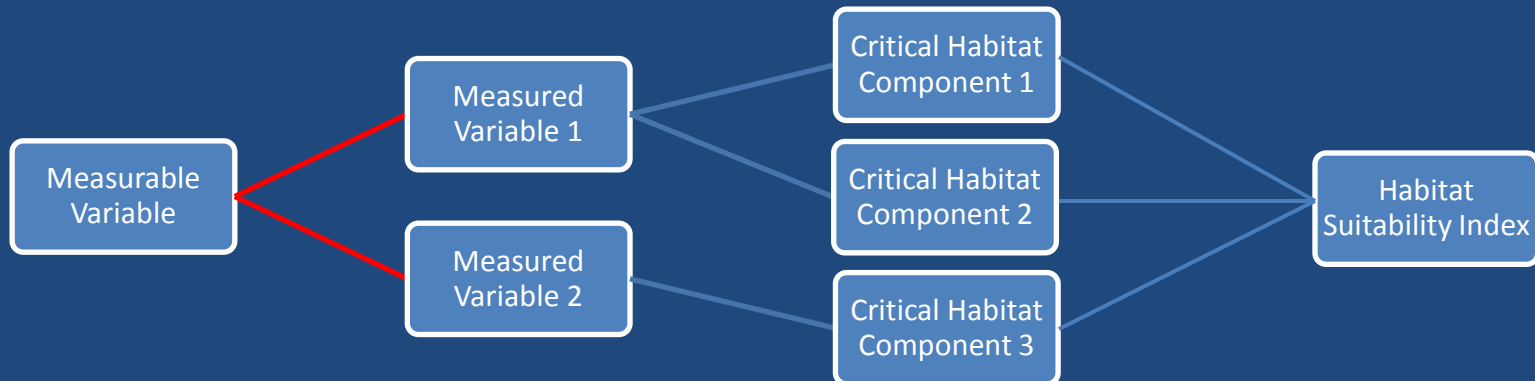 Measurable
Variable
Measured
Variable 1
Measured
Variable 2
Critical Habitat
Component 1
Critical Habitat
Component 2
Critical Habitat
Component 3
Habitat
Suitability Index